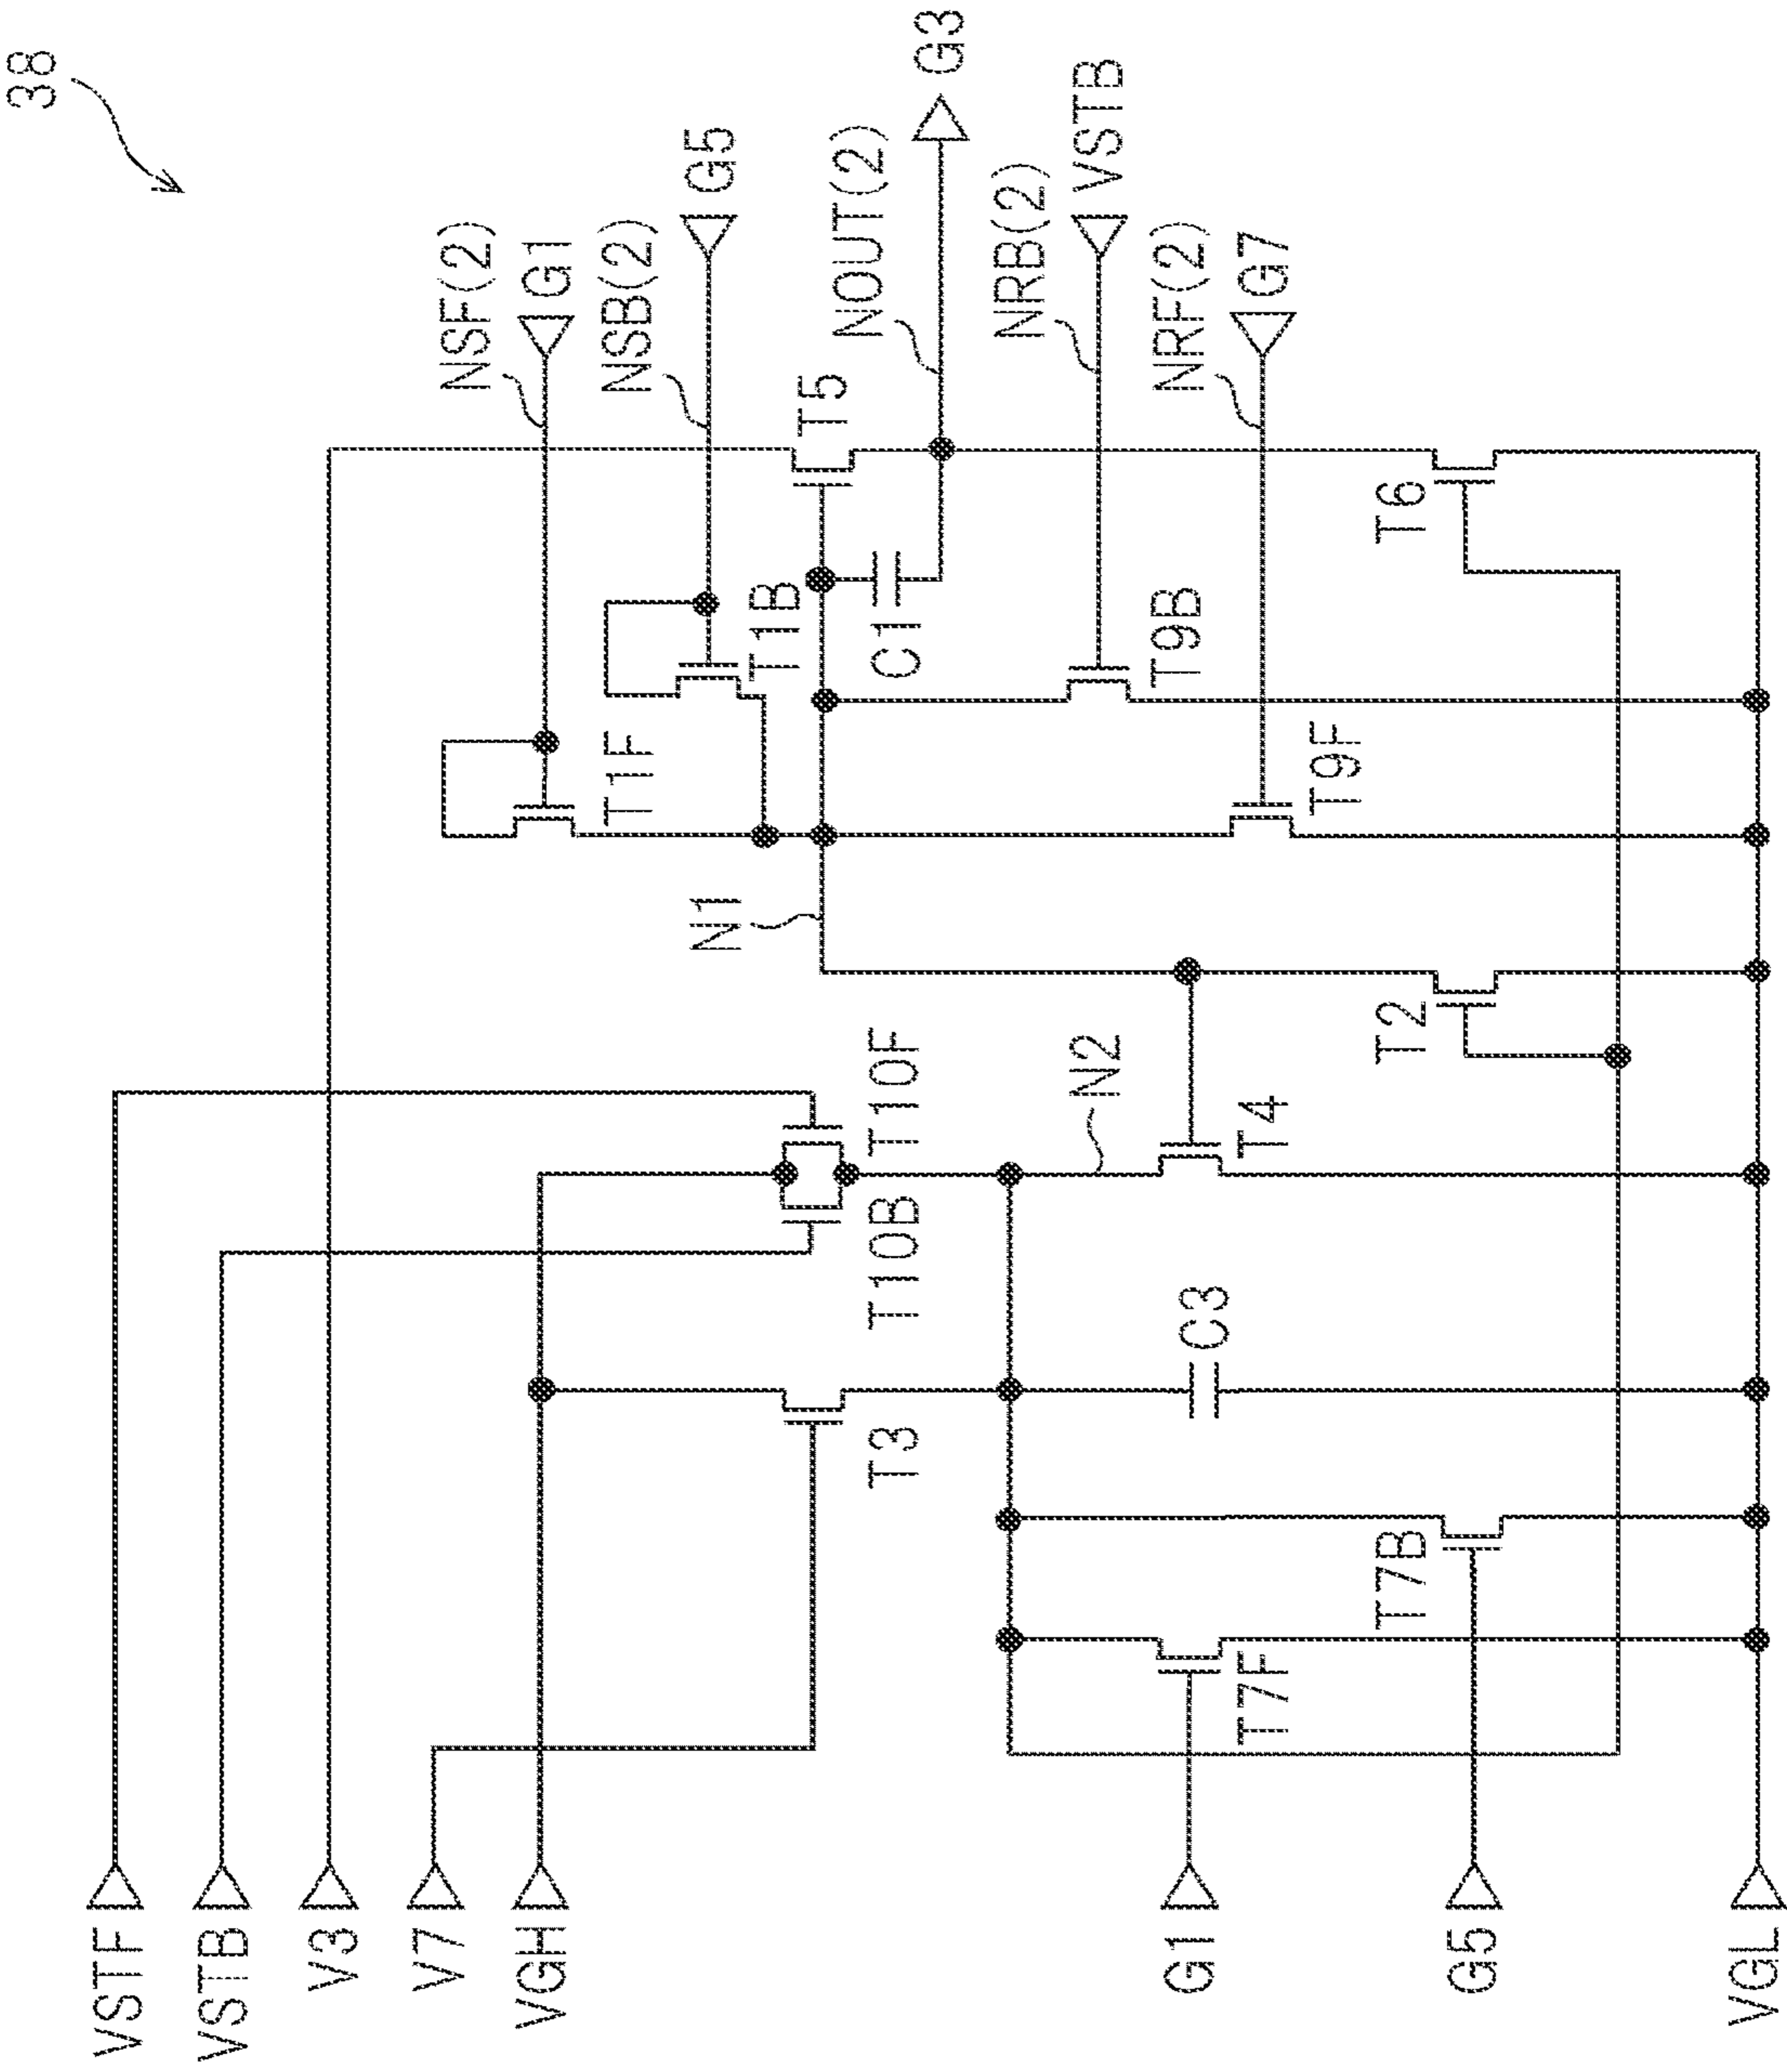 38
VSTF
VSTB
V3
V7
VGH
G1
G5
VGL
NSF(2)
G1
NSB(2)
G5
NOUT(2)
G3
NRB(2)
VSTB
NRF(2)
G7
T1F
T1B
T5
C1
T9B
T9F
T6
N1
T2
T10F
T10B
N2
T4
T3
C3
T7B
T7F